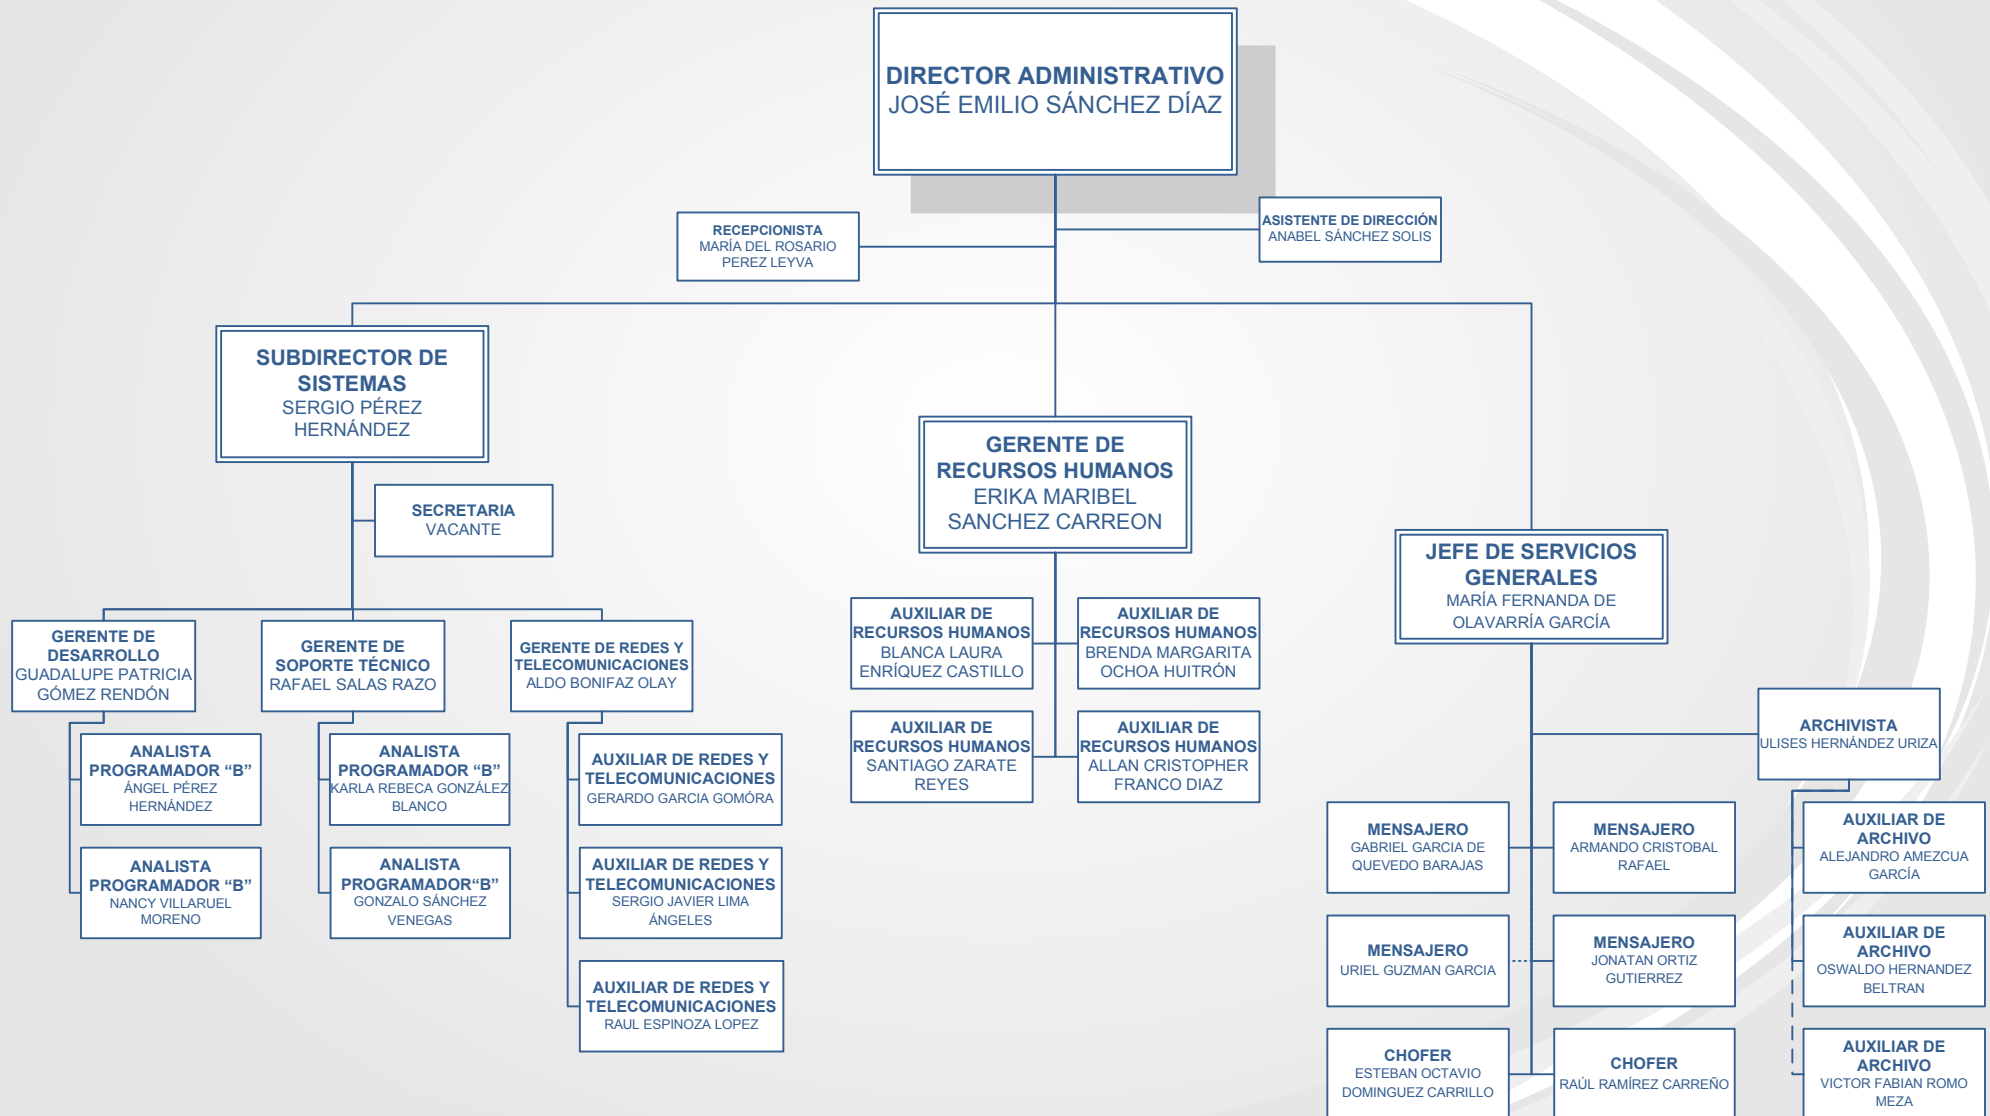 DIRECTOR ADMINISTRATIVO
JOSÉ EMILIO SÁNCHEZ DÍAZ
RECEPCIONISTA
MARÍA DEL ROSARIO
PEREZ LEYVA
ASISTENTE DE DIRECCIÓN
ANABEL SÁNCHEZ SOLIS
SUBDIRECTOR DE
SISTEMAS
SERGIO PÉREZ
HERNÁNDEZ
SECRETARIA
VACANTE
GERENTE DE
DESARROLLO
GUADALUPE PATRICIA
GÓMEZ RENDÓN
ANALISTA
PROGRAMADOR “B”
ÁNGEL PÉREZ
HERNÁNDEZ
ANALISTA
PROGRAMADOR “B”
NANCY VILLARUEL
MORENO
GERENTE DE
SOPORTE TÉCNICO
RAFAEL SALAS RAZO
ANALISTA
PROGRAMADOR “B”
KARLA REBECA GONZÁLEZ
BLANCO
ANALISTA
PROGRAMADOR“B”
GONZALO SÁNCHEZ
VENEGAS
GERENTE DE REDES Y
TELECOMUNICACIONES
ALDO BONIFAZ OLAY
AUXILIAR DE REDES Y
TELECOMUNICACIONES
GERARDO GARCIA GOMÓRA
AUXILIAR DE REDES Y
TELECOMUNICACIONES
SERGIO JAVIER LIMA
ÁNGELES
AUXILIAR DE REDES Y
TELECOMUNICACIONES
RAUL ESPINOZA LOPEZ
GERENTE DE
RECURSOS HUMANOS
ERIKA MARIBEL
SANCHEZ CARREON
AUXILIAR DE
RECURSOS HUMANOS
BLANCA LAURA
ENRÍQUEZ CASTILLO
AUXILIAR DE
RECURSOS HUMANOS
BRENDA MARGARITA
OCHOA HUITRÓN
AUXILIAR DE
RECURSOS HUMANOS
SANTIAGO ZARATE
REYES
AUXILIAR DE
RECURSOS HUMANOS
ALLAN CRISTOPHER
FRANCO DIAZ
JEFE DE SERVICIOS
GENERALES
MARÍA FERNANDA DE
OLAVARRÍA GARCÍA
ARCHIVISTA
ULISES HERNÁNDEZ URIZA
MENSAJERO
GABRIEL GARCIA DE
QUEVEDO BARAJAS
MENSAJERO
ARMANDO CRISTOBAL
RAFAEL
MENSAJERO
URIEL GUZMAN GARCIA
MENSAJERO
JONATAN ORTIZ
GUTIERREZ
CHOFER
ESTEBAN OCTAVIO
DOMINGUEZ CARRILLO
CHOFER
RAÚL RAMÍREZ CARREÑO
AUXILIAR DE
ARCHIVO
ALEJANDRO AMEZCUA
GARCÍA
AUXILIAR DE
ARCHIVO
OSWALDO HERNANDEZ
BELTRAN
AUXILIAR DE
ARCHIVO
VICTOR FABIAN ROMO
MEZA